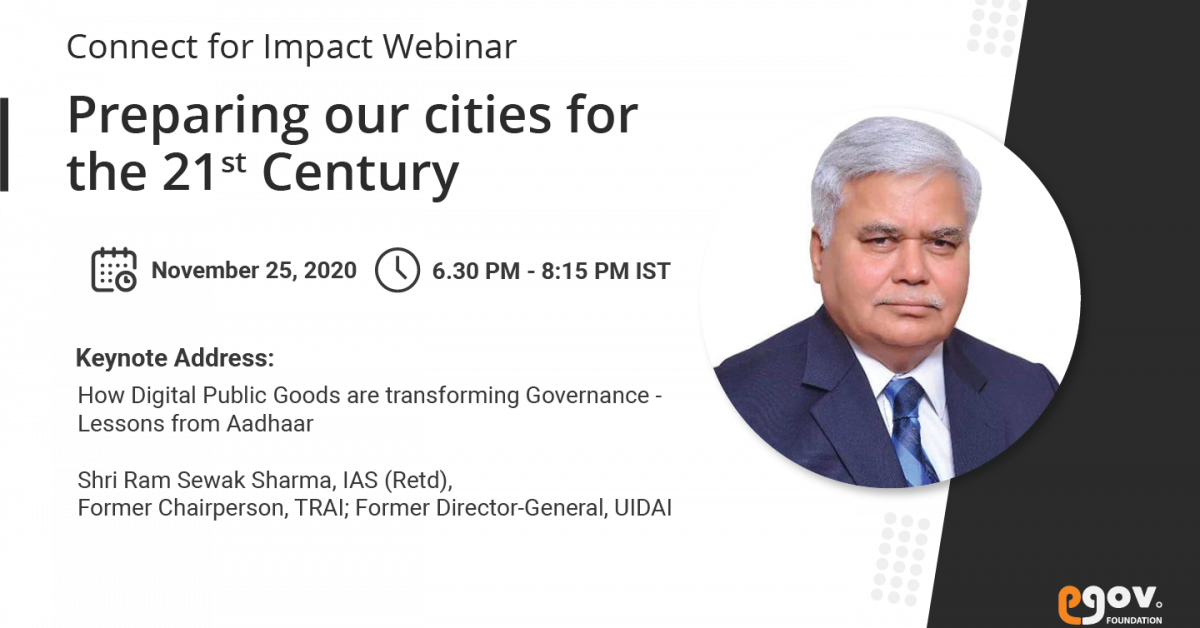 Connect for Impact Webinar
Preparing our cities for
the 21st Century
November 25, 2020
6.30 PM - 8:15 PM IST
Keynote Address:
How Digital Public Goods are transforming Governance -
Lessons from Aadhaar
Shri Ram Sewak Sharma, IAS (Retd),
Former Chairperson, TRAI; Former Director-General, UIDAI
egov.
FOUNDATION